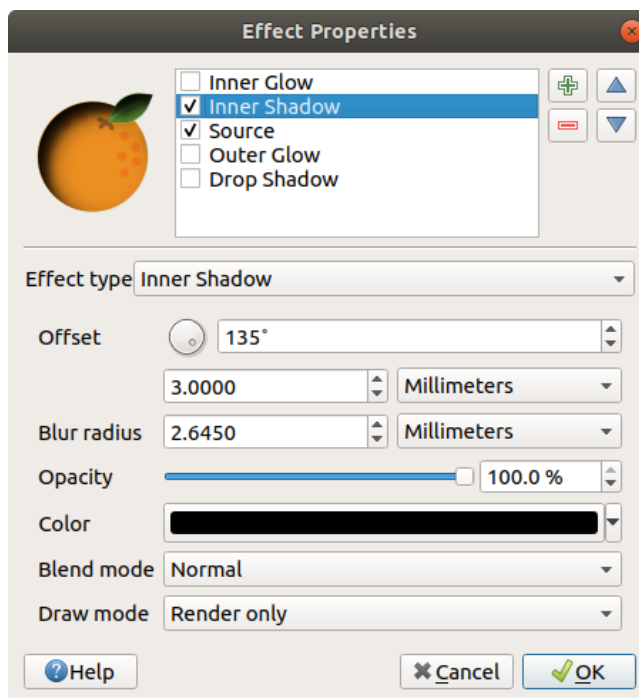 Effect Properties
Inner Glow
Inner Shadow
Source
Outer Glow
Drop Shadow
Effect type Inner Shadow
Offset 135°
3.0000 Millimeters
Blur radius 2.6450 Millimeters
Opacity 100.0 %
Color
Blend mode Normal
Draw mode Render only
Help Cancel OK